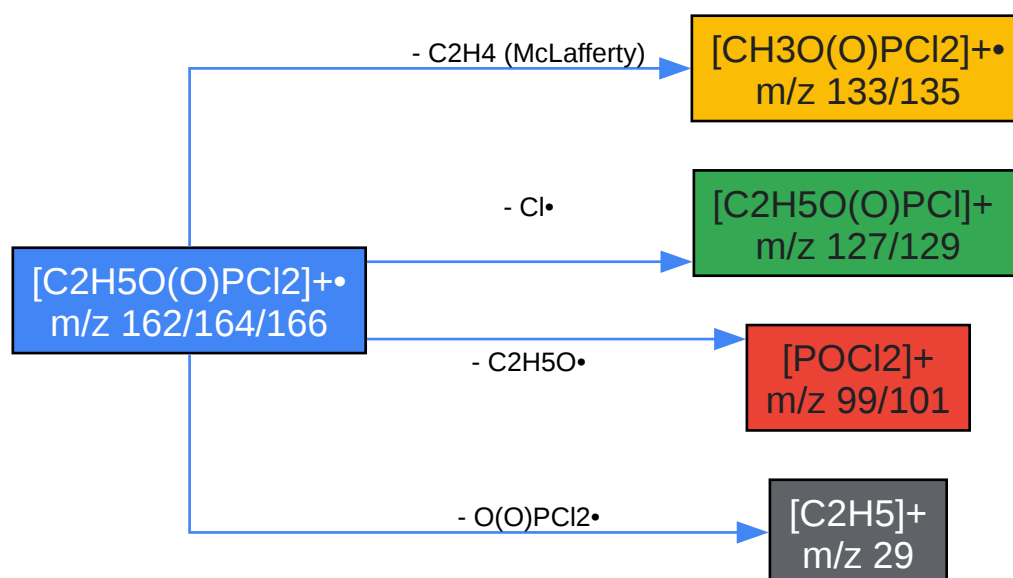 - C2H4 (McLafferty)
[CH3O(O)PCl2]+•
m/z 133/135
- Cl•
[C2H5O(O)PCl]+
m/z 127/129
[C2H5O(O)PCl2]+•
m/z 162/164/166
- C2H5O•
[POCl2]+
m/z 99/101
- O(O)PCl2•
[C2H5]+
m/z 29